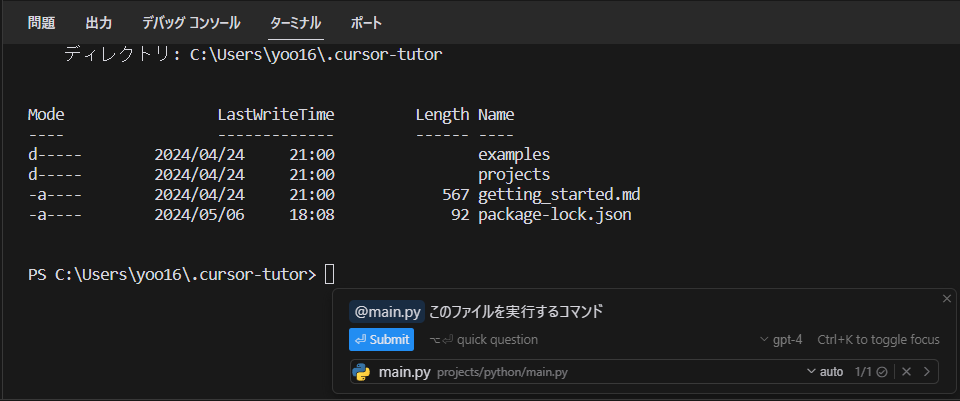 問題 出力 デバッグ コンソール ターミナル ポート
ディレクトリ: C:\Users\yoo16\.cursor-tutor
Mode LastWriteTime Length Name
---- ------------- ------ ----
d----- 2024/04/24 21:00 examples
d----- 2024/04/24 21:00 projects
-a---- 2024/04/24 21:00 567 getting_started.md
-a---- 2024/05/06 18:08 92 package-lock.json
PS C:\Users\yoo16\.cursor-tutor>
@main.py このファイルを実行するコマンド
⏎ Submit ⌥⏎ quick question gpt-4 Ctrl+K to toggle focus
main.py projects/python/main.py auto 1/1